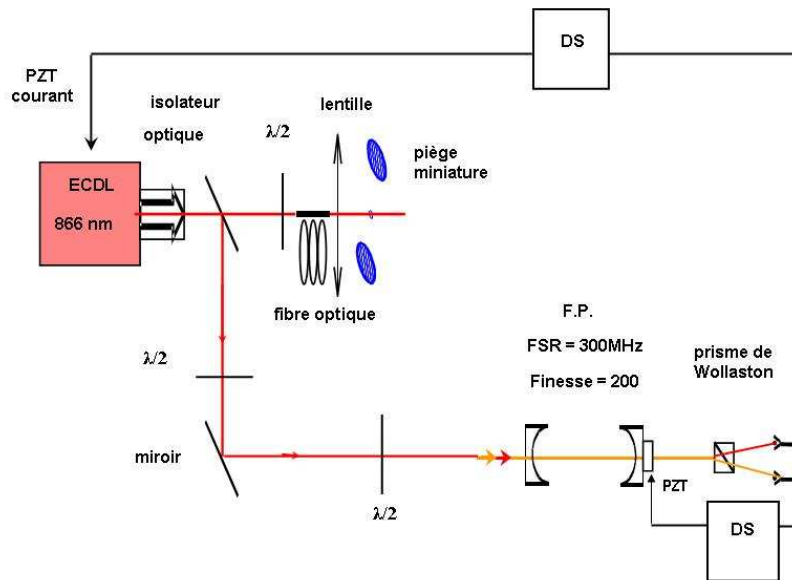 DS
PZT
courant
isolateur
optique
lentille
λ/2
piège
miniature
ECDL
866 nm
fibre optique
F.P.
FSR = 300MHz
Finesse = 200
prisme de
Wollaston
λ/2
miroir
λ/2
PZT
DS